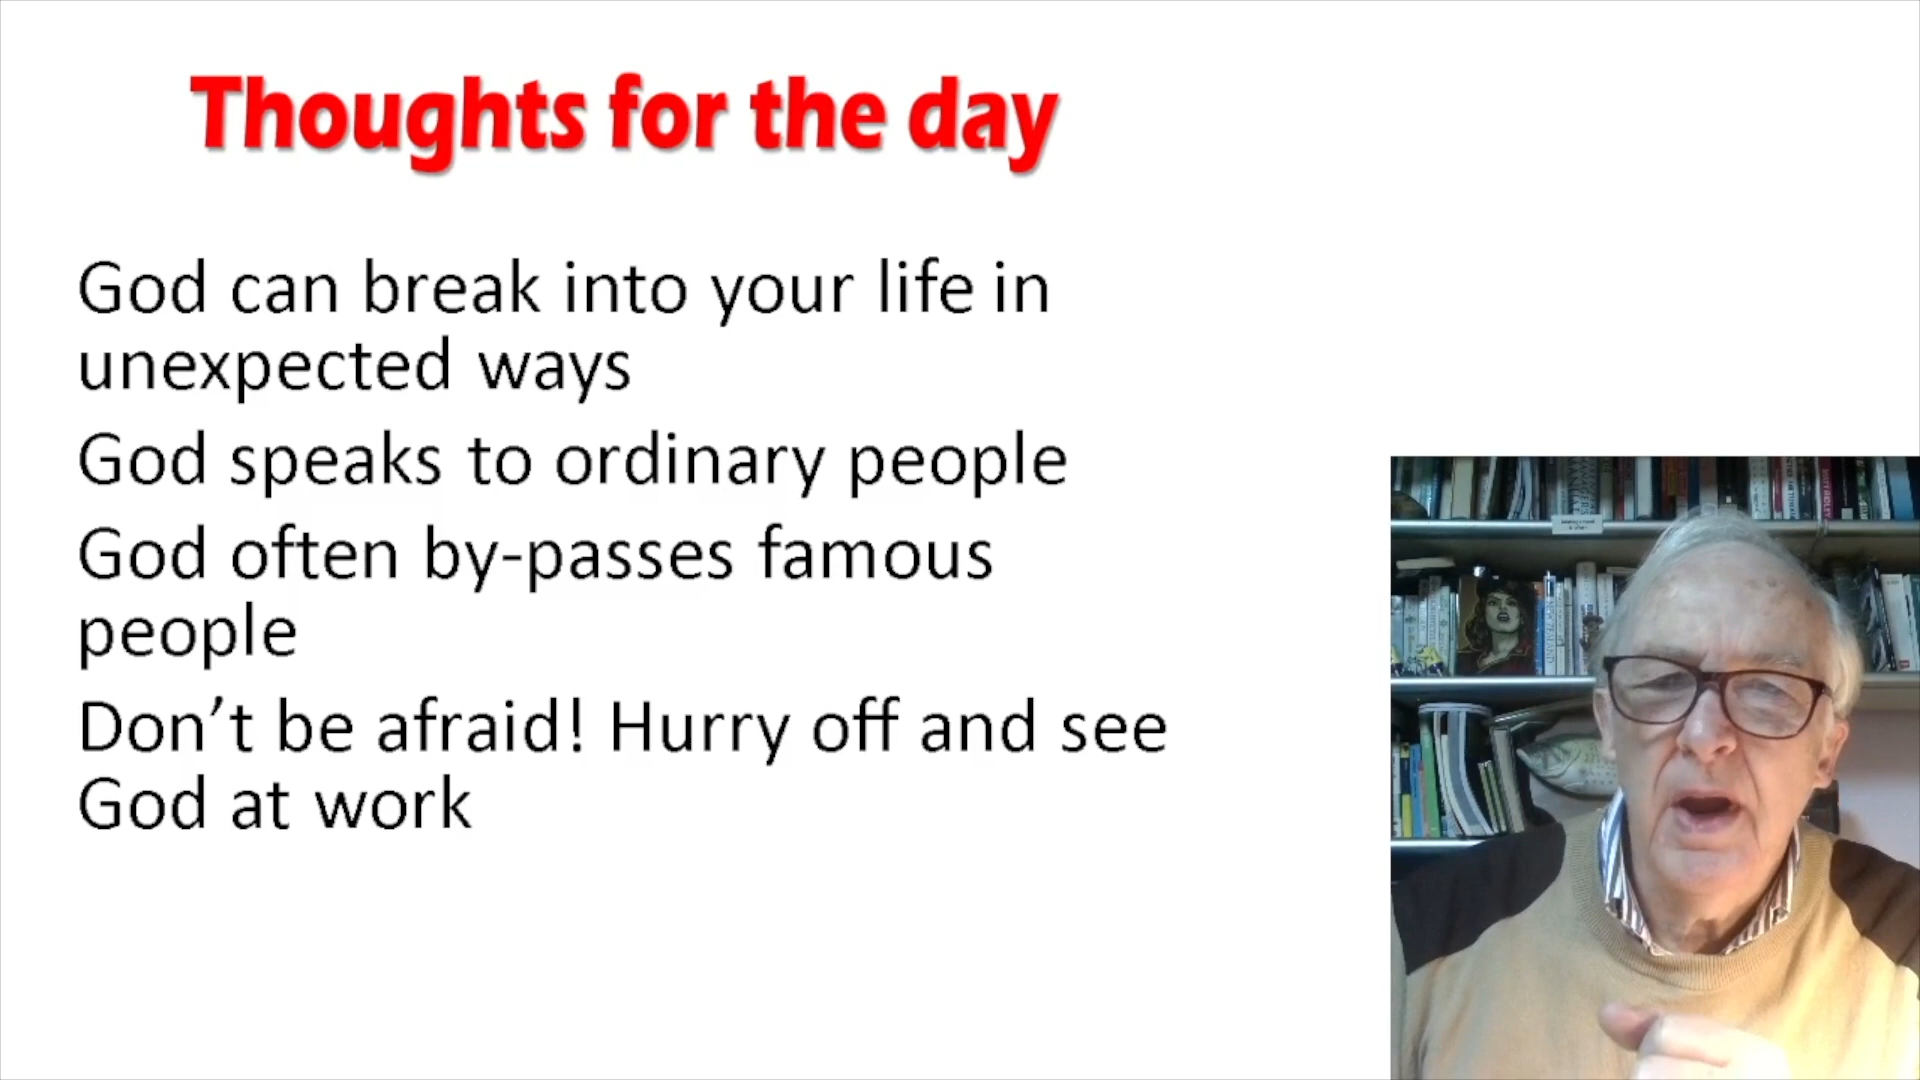 Thoughts for the day
God can break into your life in
unexpected ways
God speaks to ordinary people
God often by-passes famous
people
Don’t be afraid! Hurry off and see
God at work